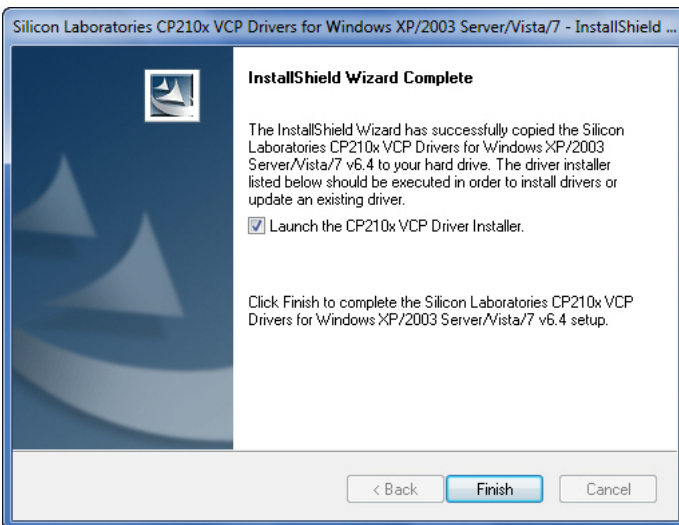 Silicon Laboratories CP210x VCP Drivers for Windows XP/2003 Server/Vista/7 - InstallShield ...
InstallShield Wizard Complete
The InstallShield Wizard has successfully copied the Silicon
Laboratories CP210x VCP Drivers for Windows XP/2003
Server/Vista/7 v6.4 to your hard drive. The driver installer
listed below should be executed in order to install drivers or
update an existing driver.
Launch the CP210x VCP Driver Installer.
Click Finish to complete the Silicon Laboratories CP210x VCP
Drivers for Windows XP/2003 Server/Vista/7 v6.4 setup.
< Back Finish Cancel